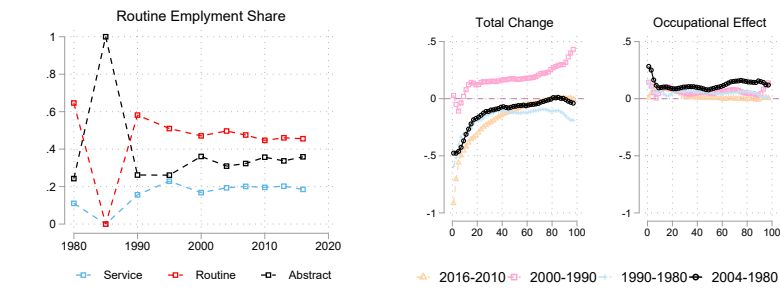 Routine Emplyment Share
1
.8
.6
.4
.2
0
1980 1990 2000 2010 2020
Service Routine Abstract
Total Change
.5
0
-.5
-1
0 20 40 60 80 100
Occupational Effect
.5
0
-.5
-1
0 20 40 60 80 100
2016-2010 2000-1990 1990-1980 2004-1980